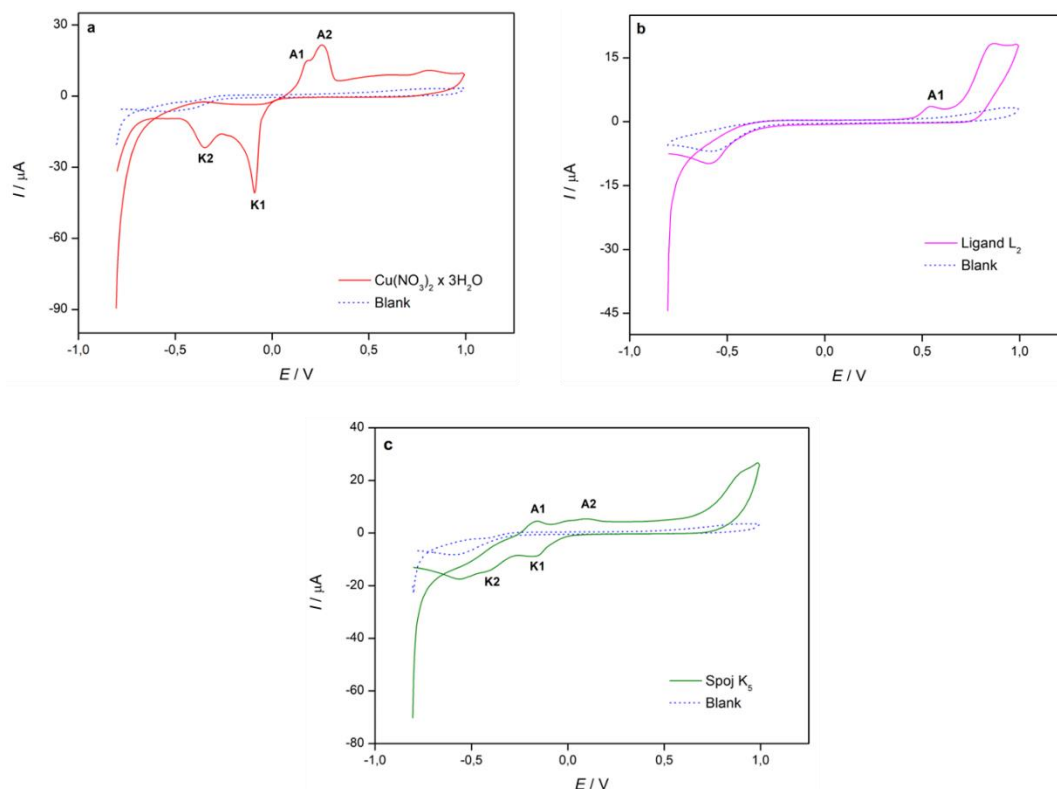 a
30
0
-30
-60
-90
I / µA
A1
A2
K2
K1
Cu(NO3)2 x 3H2O
Blank
-1,0
-0,5
0,0
0,5
1,0
E / V
b
15
0
-15
-30
-45
I / µA
A1
Ligand L2
Blank
-1,0
-0,5
0,0
0,5
1,0
E / V
c
40
20
0
-20
-40
-60
-80
I / µA
A1
A2
K2
K1
Spoj K5
Blank
-1,0
-0,5
0,0
0,5
1,0
E / V